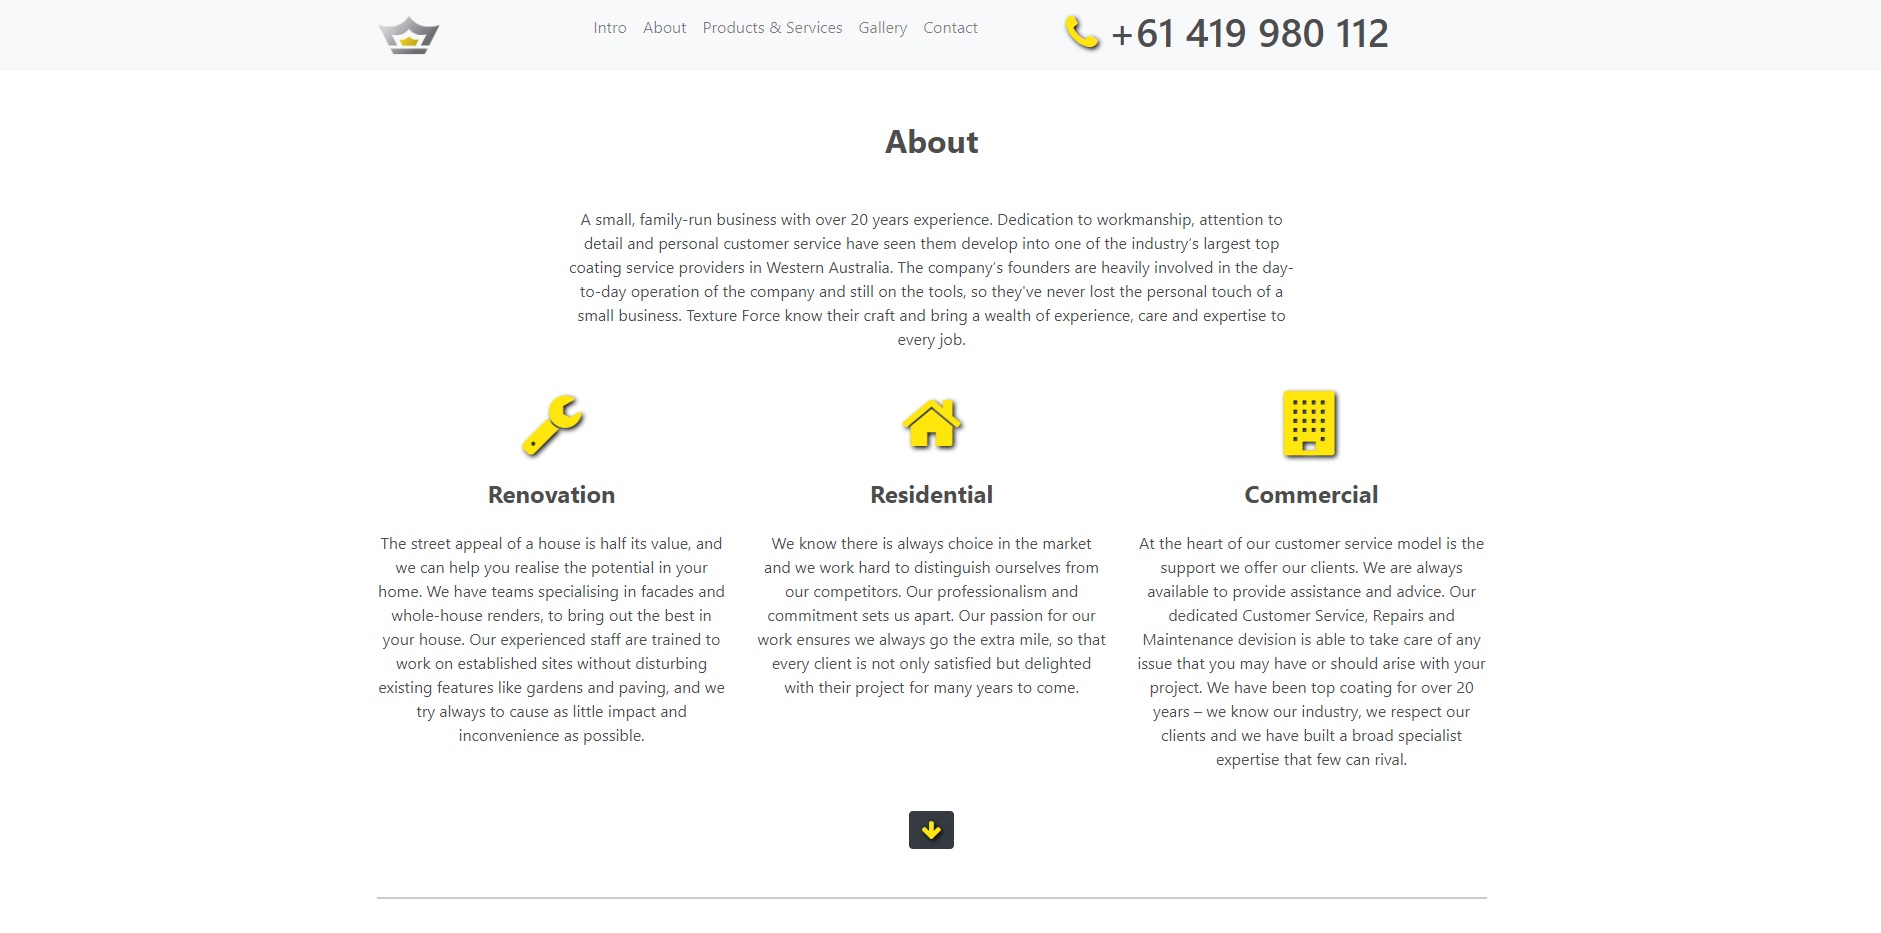 Intro About Products & Services Gallery Contact
+61 419 980 112
About
A small, family-run business with over 20 years experience. Dedication to workmanship, attention to
detail and personal customer service have seen them develop into one of the industry's largest top
coating service providers in Western Australia. The company's founders are heavily involved in the day-
to-day operation of the company and still on the tools, so they've never lost the personal touch of a
small business. Texture Force know their craft and bring a wealth of experience, care and expertise to
every job.
Renovation
The street appeal of a house is half its value, and
we can help you realise the potential in your
home. We have teams specialising in facades and
whole-house renders, to bring out the best in
your house. Our experienced staff are trained to
work on established sites without disturbing
existing features like gardens and paving, and we
try always to cause as little impact and
inconvenience as possible.
Residential
We know there is always choice in the market
and we work hard to distinguish ourselves from
our competitors. Our professionalism and
commitment sets us apart. Our passion for our
work ensures we always go the extra mile, so that
every client is not only satisfied but delighted
with their project for many years to come.
Commercial
At the heart of our customer service model is the
support we offer our clients. We are always
available to provide assistance and advice. Our
dedicated Customer Service, Repairs and
Maintenance devision is able to take care of any
issue that you may have or should arise with your
project. We have been top coating for over 20
years – we know our industry, we respect our
clients and we have built a broad specialist
expertise that few can rival.